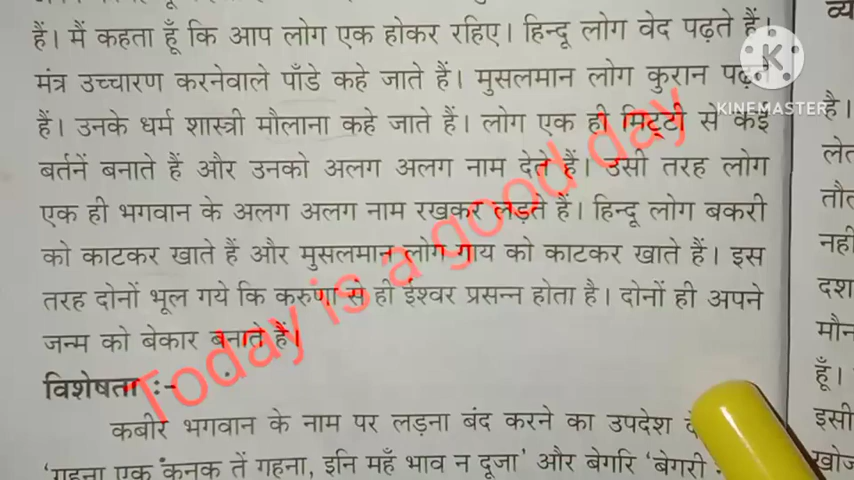 हैं। मैं कहता हूँ कि आप लोग एक होकर रहिए। हिन्दू लोग वेद पढ़ते हैं।
मंत्र उच्चारण करनेवाले पाँडे कहे जाते हैं। मुसलमान लोग कुरान पढ़ते
हैं। उनके धर्म शास्त्री मौलाना कहे जाते हैं। लोग एक ही मिट्टी से कई
बर्तनें बनाते हैं और उनको अलग अलग नाम देते हैं। उसी तरह लोग
एक ही भगवान के अलग अलग नाम रखकर लड़ते हैं। हिन्दू लोग बकरी
को काटकर खाते हैं और मुसलमान लोग गाय को काटकर खाते हैं। इस
तरह दोनों भूल गये कि करुणा से ही ईश्वर प्रसन्न होता है। दोनों ही अपने
जन्म को बेकार बनाते हैं।
विशेषता :-
कबीर भगवान के नाम पर लड़ना बंद करने का उपदेश
'गहना एक कनक तें गहना, इनि महँ भाव न दूजा' और बेगरि 'बेगरी
Today is a good day
K
KINEMASTER
व्य
है।
लेत
तौल
नही
दश
मौन
हूँ।
इसी
खोज